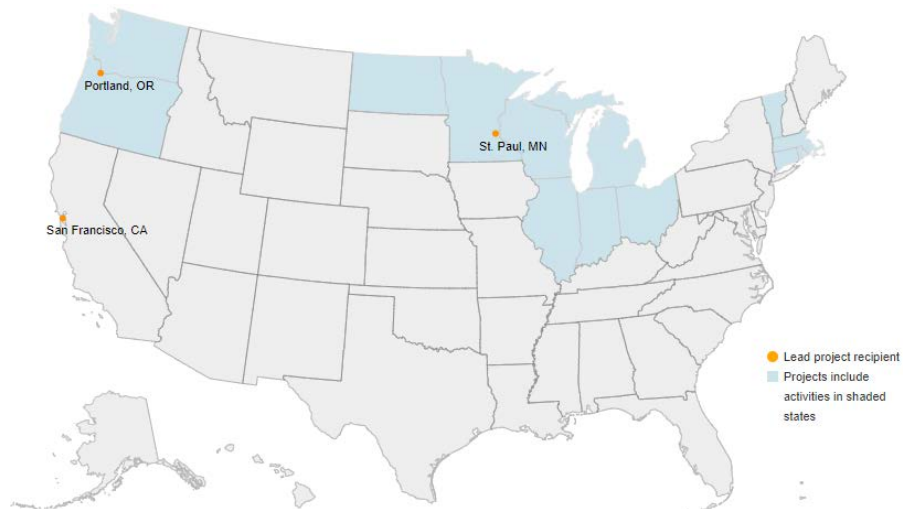 Portland, OR
St. Paul, MN
San Francisco, CA
Lead project recipient
Projects include
activities in shaded
states